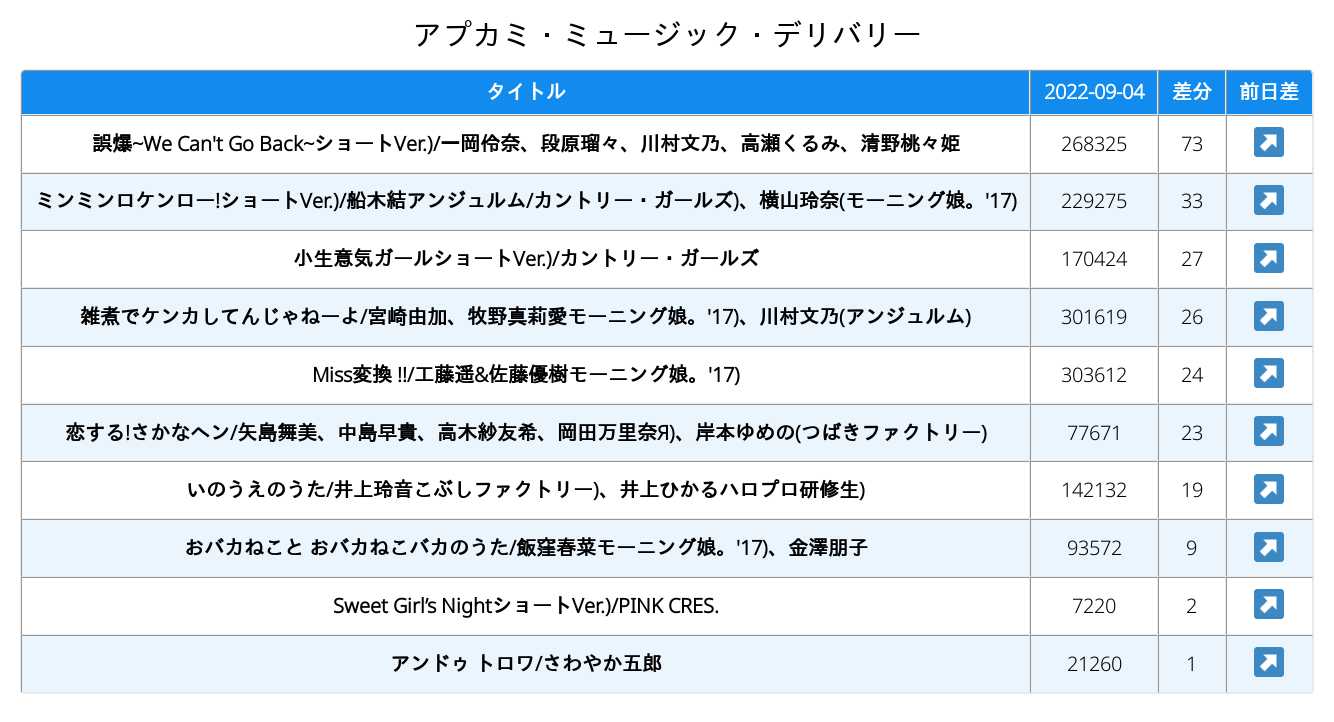 アプカミ・ミュージック・デリバリー
タイトル 2022-09-04 差分 前日差
誤爆~We Can't Go Back~ショートVer.)/一岡伶奈、段原瑠々、川村文乃、高瀬くるみ、清野桃々姫 268325 73
ミンミンロケンロー!ショートVer.)/船木結アンジュルム/カントリー・ガールズ)、横山玲奈(モーニング娘。'17) 229275 33
小生意気ガールショートVer.)/カントリー・ガールズ 170424 27
雑煮でケンカしてんじゃねーよ/宮崎由加、牧野真莉愛モーニング娘。'17)、川村文乃(アンジュルム) 301619 26
Miss変換 !!/工藤遥&佐藤優樹モーニング娘。'17) 303612 24
恋する!さかなヘン/矢島舞美、中島早貴、高木紗友希、岡田万里奈Я)、岸本ゆめの(つばきファクトリー) 77671 23
いのうえのうた/井上玲音こぶしファクトリー)、井上ひかるハロプロ研修生) 142132 19
おバカねこと おバカねこバカのうた/飯窪春菜モーニング娘。'17)、金澤朋子 93572 9
Sweet Girl’s NightショートVer.)/PINK CRES. 7220 2
アンドゥ トロワ/さわやか五郎 21260 1